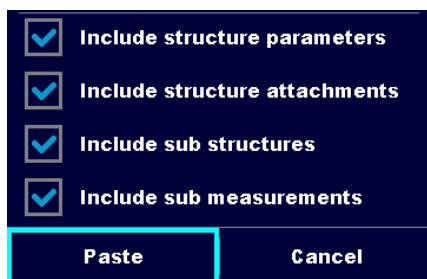 Include structure parameters
Include structure attachments
Include sub structures
Include sub measurements
Paste Cancel